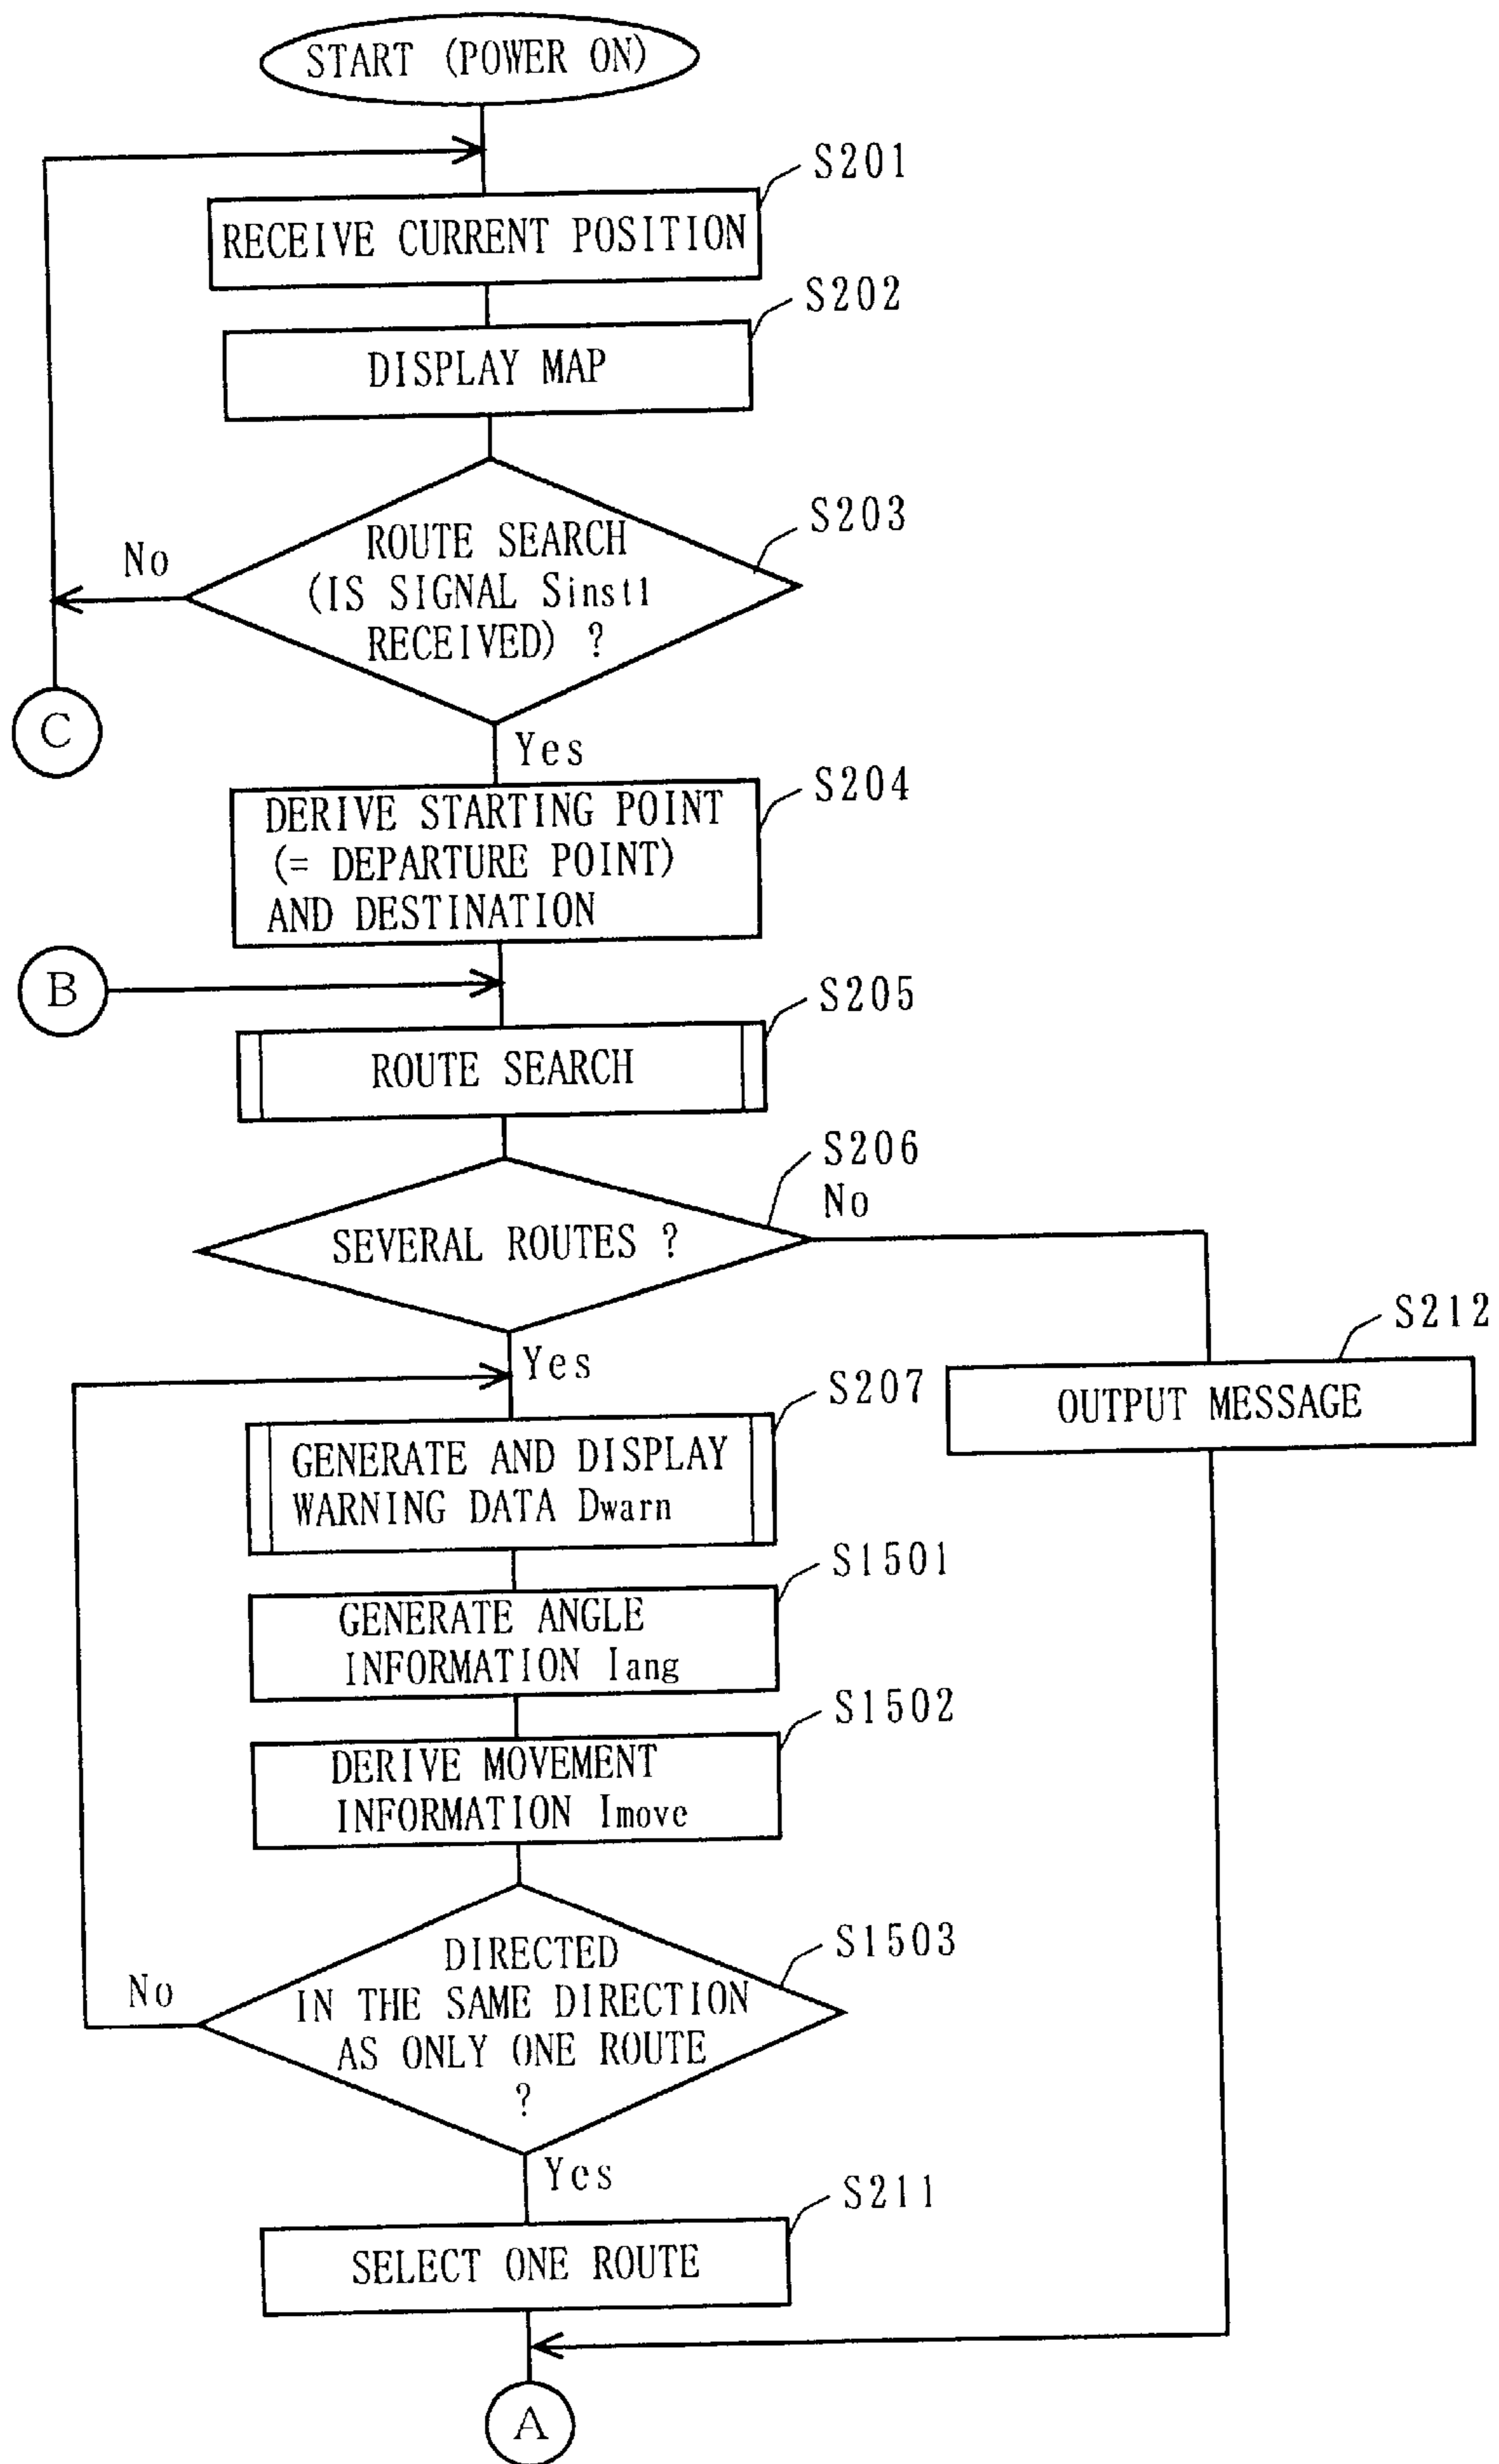 START (POWER ON)
S201
RECEIVE CURRENT POSITION
S202
DISPLAY MAP
S203
ROUTE SEARCH
(IS SIGNAL Sinst1
RECEIVED) ?
No
C
Yes
S204
DERIVE STARTING POINT
(= DEPARTURE POINT)
AND DESTINATION
B
S205
ROUTE SEARCH
S206
No
SEVERAL ROUTES ?
S212
Yes
OUTPUT MESSAGE
S207
GENERATE AND DISPLAY
WARNING DATA Dwarn
S1501
GENERATE ANGLE
INFORMATION Iang
S1502
DERIVE MOVEMENT
INFORMATION Imove
S1503
DIRECTED
IN THE SAME DIRECTION
AS ONLY ONE ROUTE
?
No
Yes
S211
SELECT ONE ROUTE
A